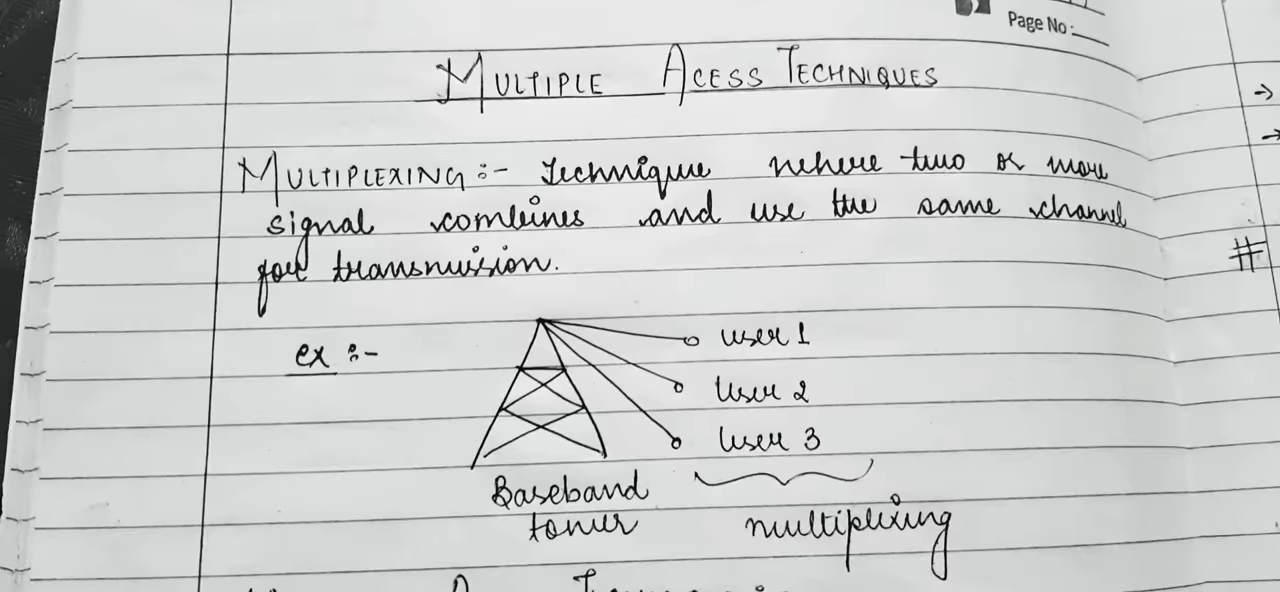 Page No:
MULTIPLE ACESS TECHNIQUES
MULTIPLEXING :- Technique where two or more
signal combines and use the same channel
for transmission.
ex :-
user 1
User 2
User 3
Baseband
tower
multiplexing